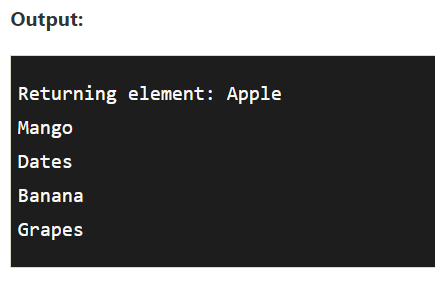 Output:
Returning element: Apple
Mango
Dates
Banana
Grapes